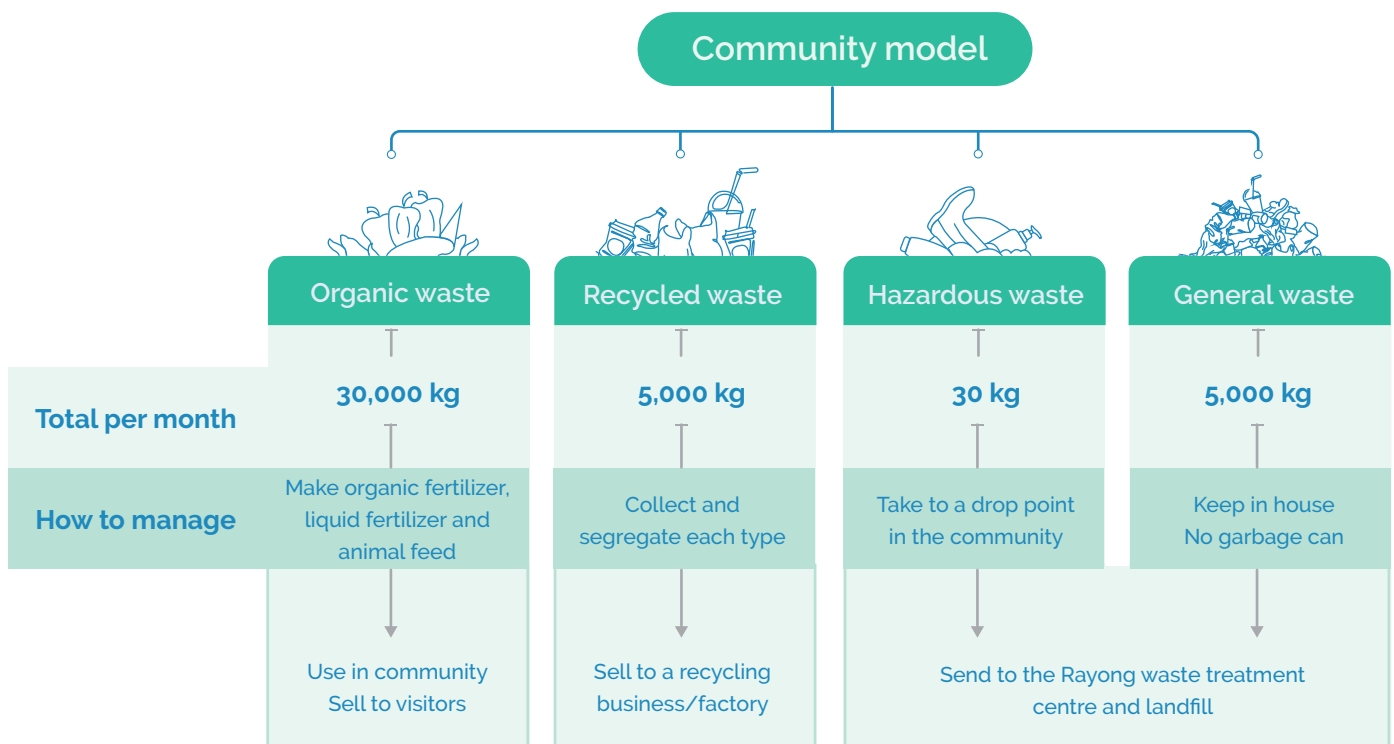 Community model
Organic waste
Recycled waste
Hazardous waste
General waste
Total per month
30,000 kg
5,000 kg
30 kg
5,000 kg
How to manage
Make organic fertilizer,
liquid fertilizer and
animal feed
Collect and
segregate each type
Take to a drop point
in the community
Keep in house
No garbage can
Use in community
Sell to visitors
Sell to a recycling
business/factory
Send to the Rayong waste treatment
centre and landfill